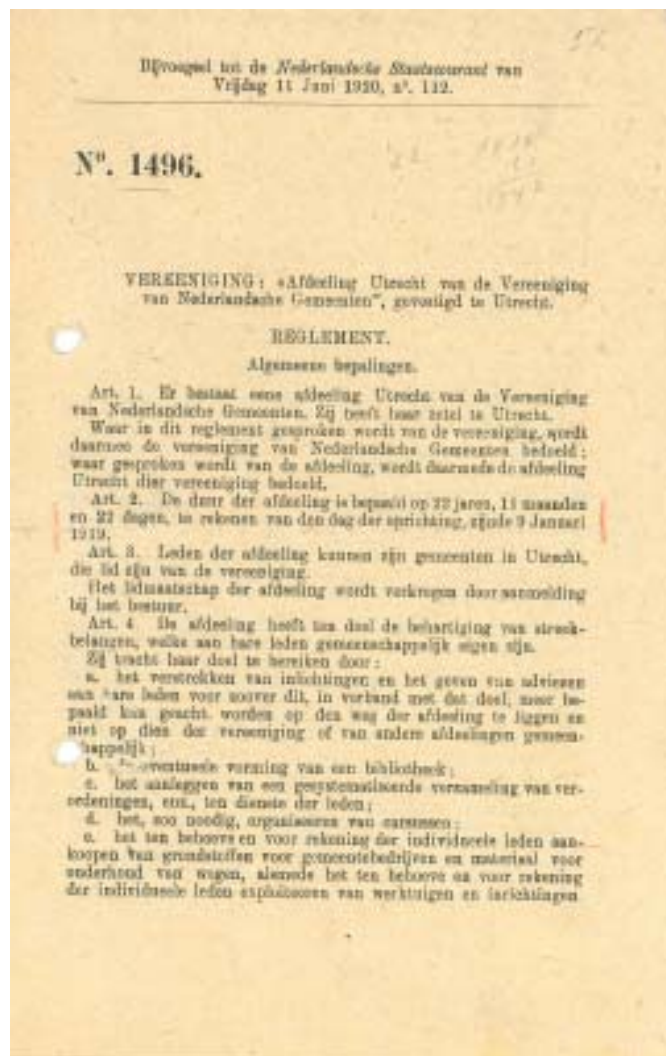 Bijvoegsel tot de Nederlandsche Staatscourant van
Vrijdag 11 Juni 1920, no. 112.
No. 1496.
VEREENIGING: «Afdeeling Utrecht van de Vereeniging
van Nederlandsche Gemeenten", gevestigd te Utrecht.
REGLEMENT.
Algemeene bepalingen.
Art. 1. Er bestaat eene afdeeling Utrecht van de Vereeniging
van Nederlandsche Gemeenten. Zij heeft haar zetel te Utrecht.
Waar in dit reglement gesproken wordt van de vereeniging, wordt
daarmee de vereeniging van Nederlandsche Gemeenten bedoeld;
waar gesproken wordt van de afdeeling, wordt daarmede de afdeeling
Utrecht dier vereeniging bedoeld.
Art. 2. De duur der afdeeling is bepaald op 22 jaren, 11 maanden
en 22 dagen, te rekenen van den dag der oprichting, zijnde 9 Januari
1919.
Art. 3. Leden der afdeeling kunnen zijn gemeenten in Utrecht,
die lid zijn van de vereeniging.
Het lidmaatschap der afdeeling wordt verkregen door aanmelding
bij het bestuur.
Art. 4 De afdeeling heeft ten doel de behartiging van streek-
belangen, welke aan hare leden gemeenschappelijk eigen zijn.
Zij tracht haar doel te bereiken door:
a. het verstrekken van inlichtingen en het geven van adviezen
aan hare leden voor zoover dit, in verband met dat doel, meer be-
paald kan geacht worden op den weg der afdeeling te liggen en
niet op dien der vereeniging of van andere afdeelingen gemeen-
schappelijk;
b. eventueele vorming van een bibliotheek;
c. het aanleggen van een gesystematiseerde verzameling van ver-
ordeningen, enz., ten dienste der leden;
d. het, zoo noodig, organiseeren van cursussen;
e. het ten behoeve en voor rekening der individueele leden aan-
koopen van grondstoffen voor gemeentebedrijven en materiaal voor
onderhoud van wegen, alsmede het ten behoeve en voor rekening
der individueele leden exploiteeren van werktuigen en inrichtingen